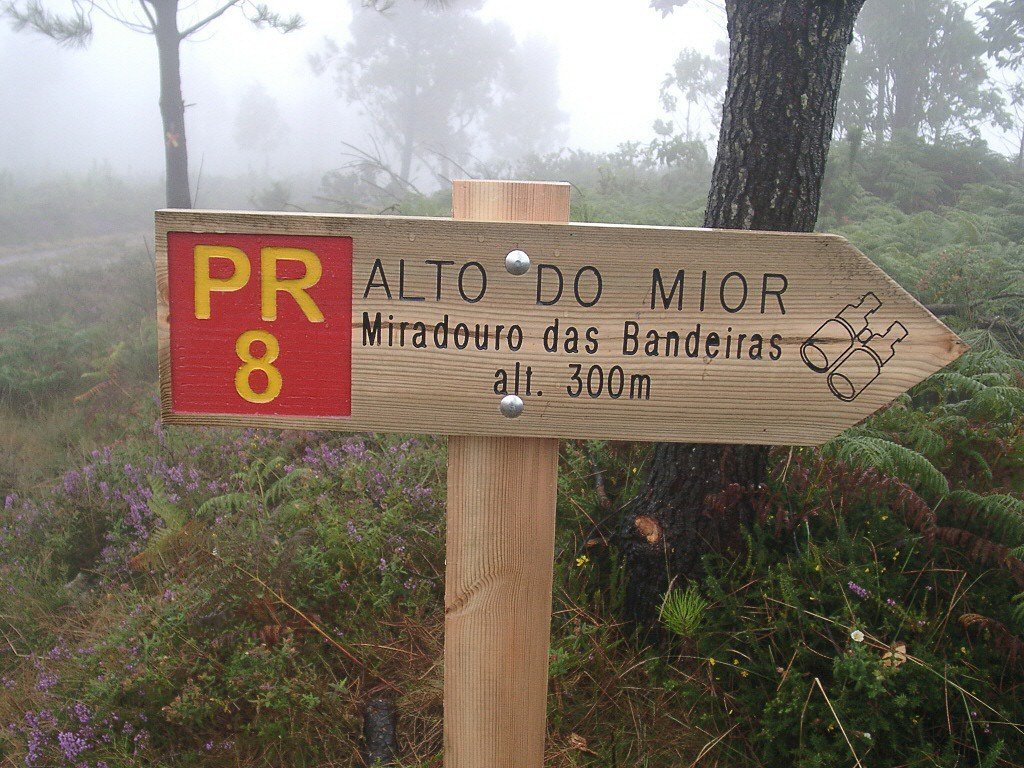 PR
8
ALTO DO MIOR
Miradouro das Bandeiras
alt. 300m